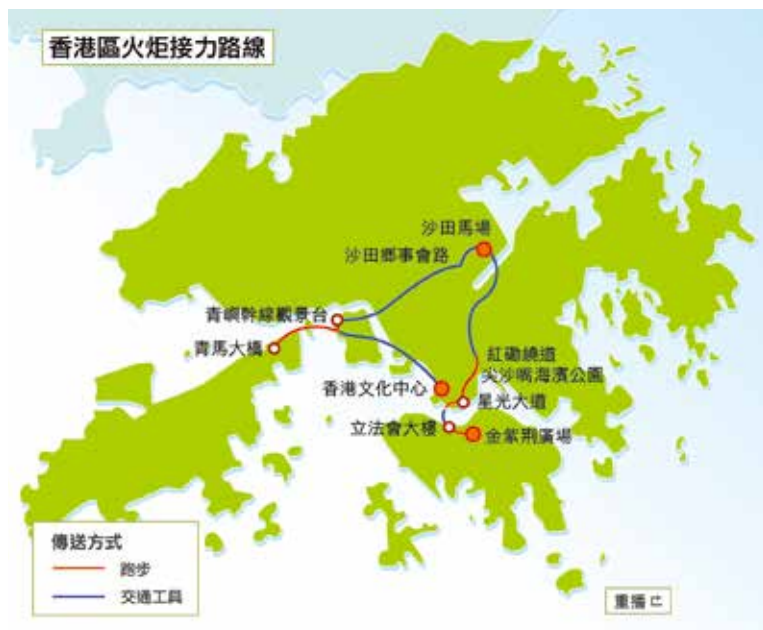 香港區火炬接力路線
沙田馬場
沙田鄉事會路
青嶼幹線觀景台
青馬大橋
紅磡繞道
尖沙嘴海濱公園
香港文化中心
星光大道
立法會大樓
金紫荆廣場
傳送方式
跑步
交通工具
重播